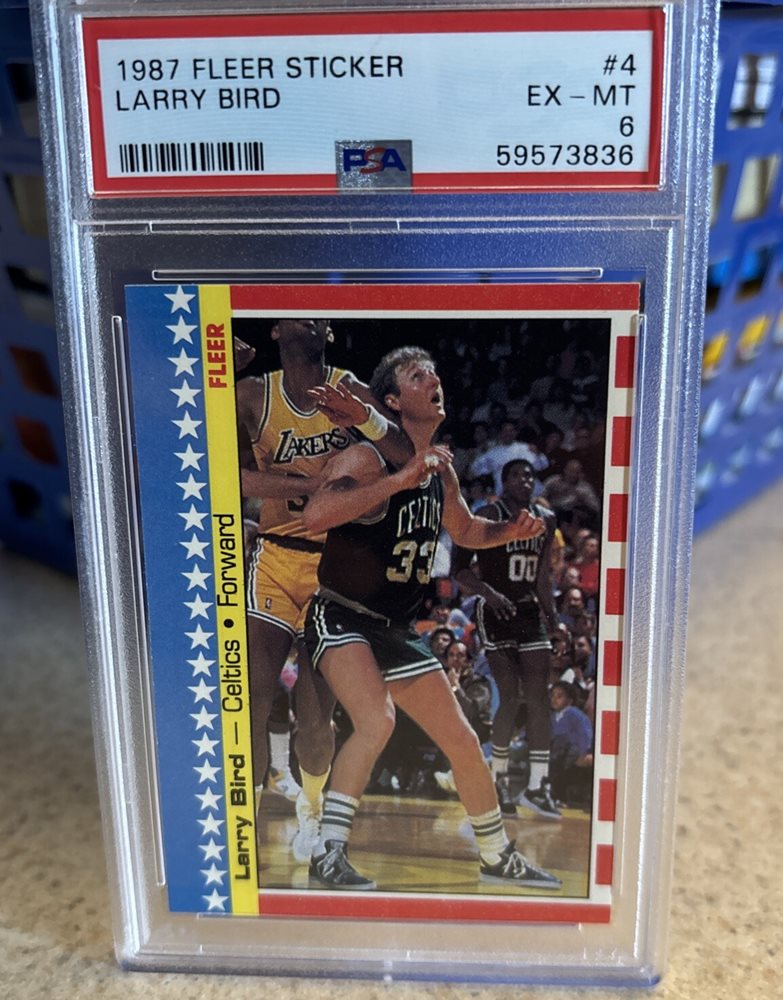 1987 FLEER STICKER #4
LARRY BIRD EX - MT
6
PSA 59573836
FLEER
Larry Bird — Celtics • Forward
LAKERS
CELTICS
33
CELTICS
00